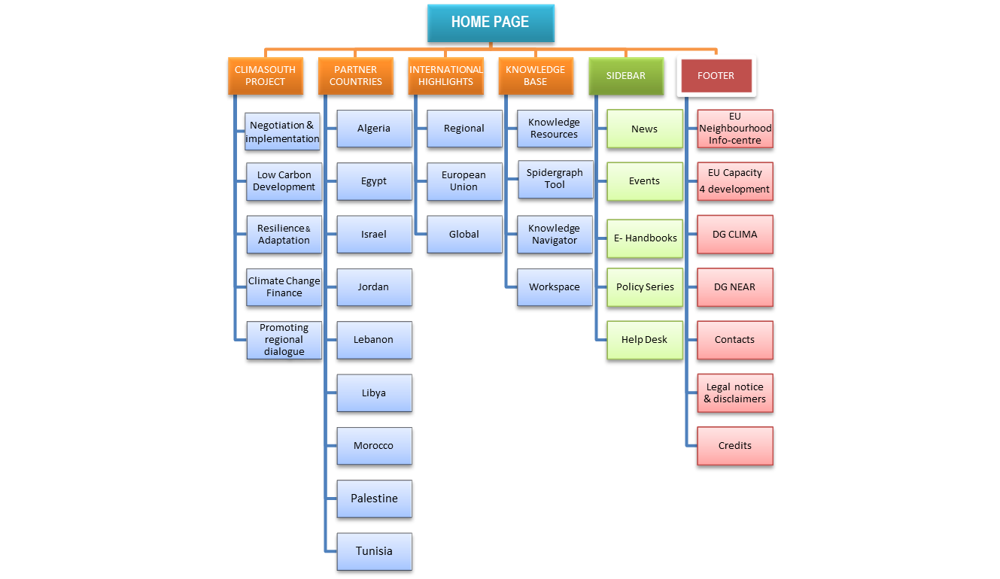 HOME PAGE
CLIMASOUTH
PROJECT
PARTNER
COUNTRIES
INTERNATIONAL
HIGHLIGHTS
KNOWLEDGE
BASE
SIDEBAR
FOOTER
Negotiation &
implementation
Low Carbon
Development
Resilience &
Adaptation
Climate Change
Finance
Promoting
regional
dialogue
Algeria
Egypt
Israel
Jordan
Lebanon
Libya
Morocco
Palestine
Tunisia
Regional
European
Union
Global
Knowledge
Resources
Spidergraph
Tool
Knowledge
Navigator
Workspace
News
Events
E- Handbooks
Policy Series
Help Desk
EU
Neighbourhood
Info-centre
EU Capacity
4 development
DG CLIMA
DG NEAR
Contacts
Legal notice
& disclaimers
Credits